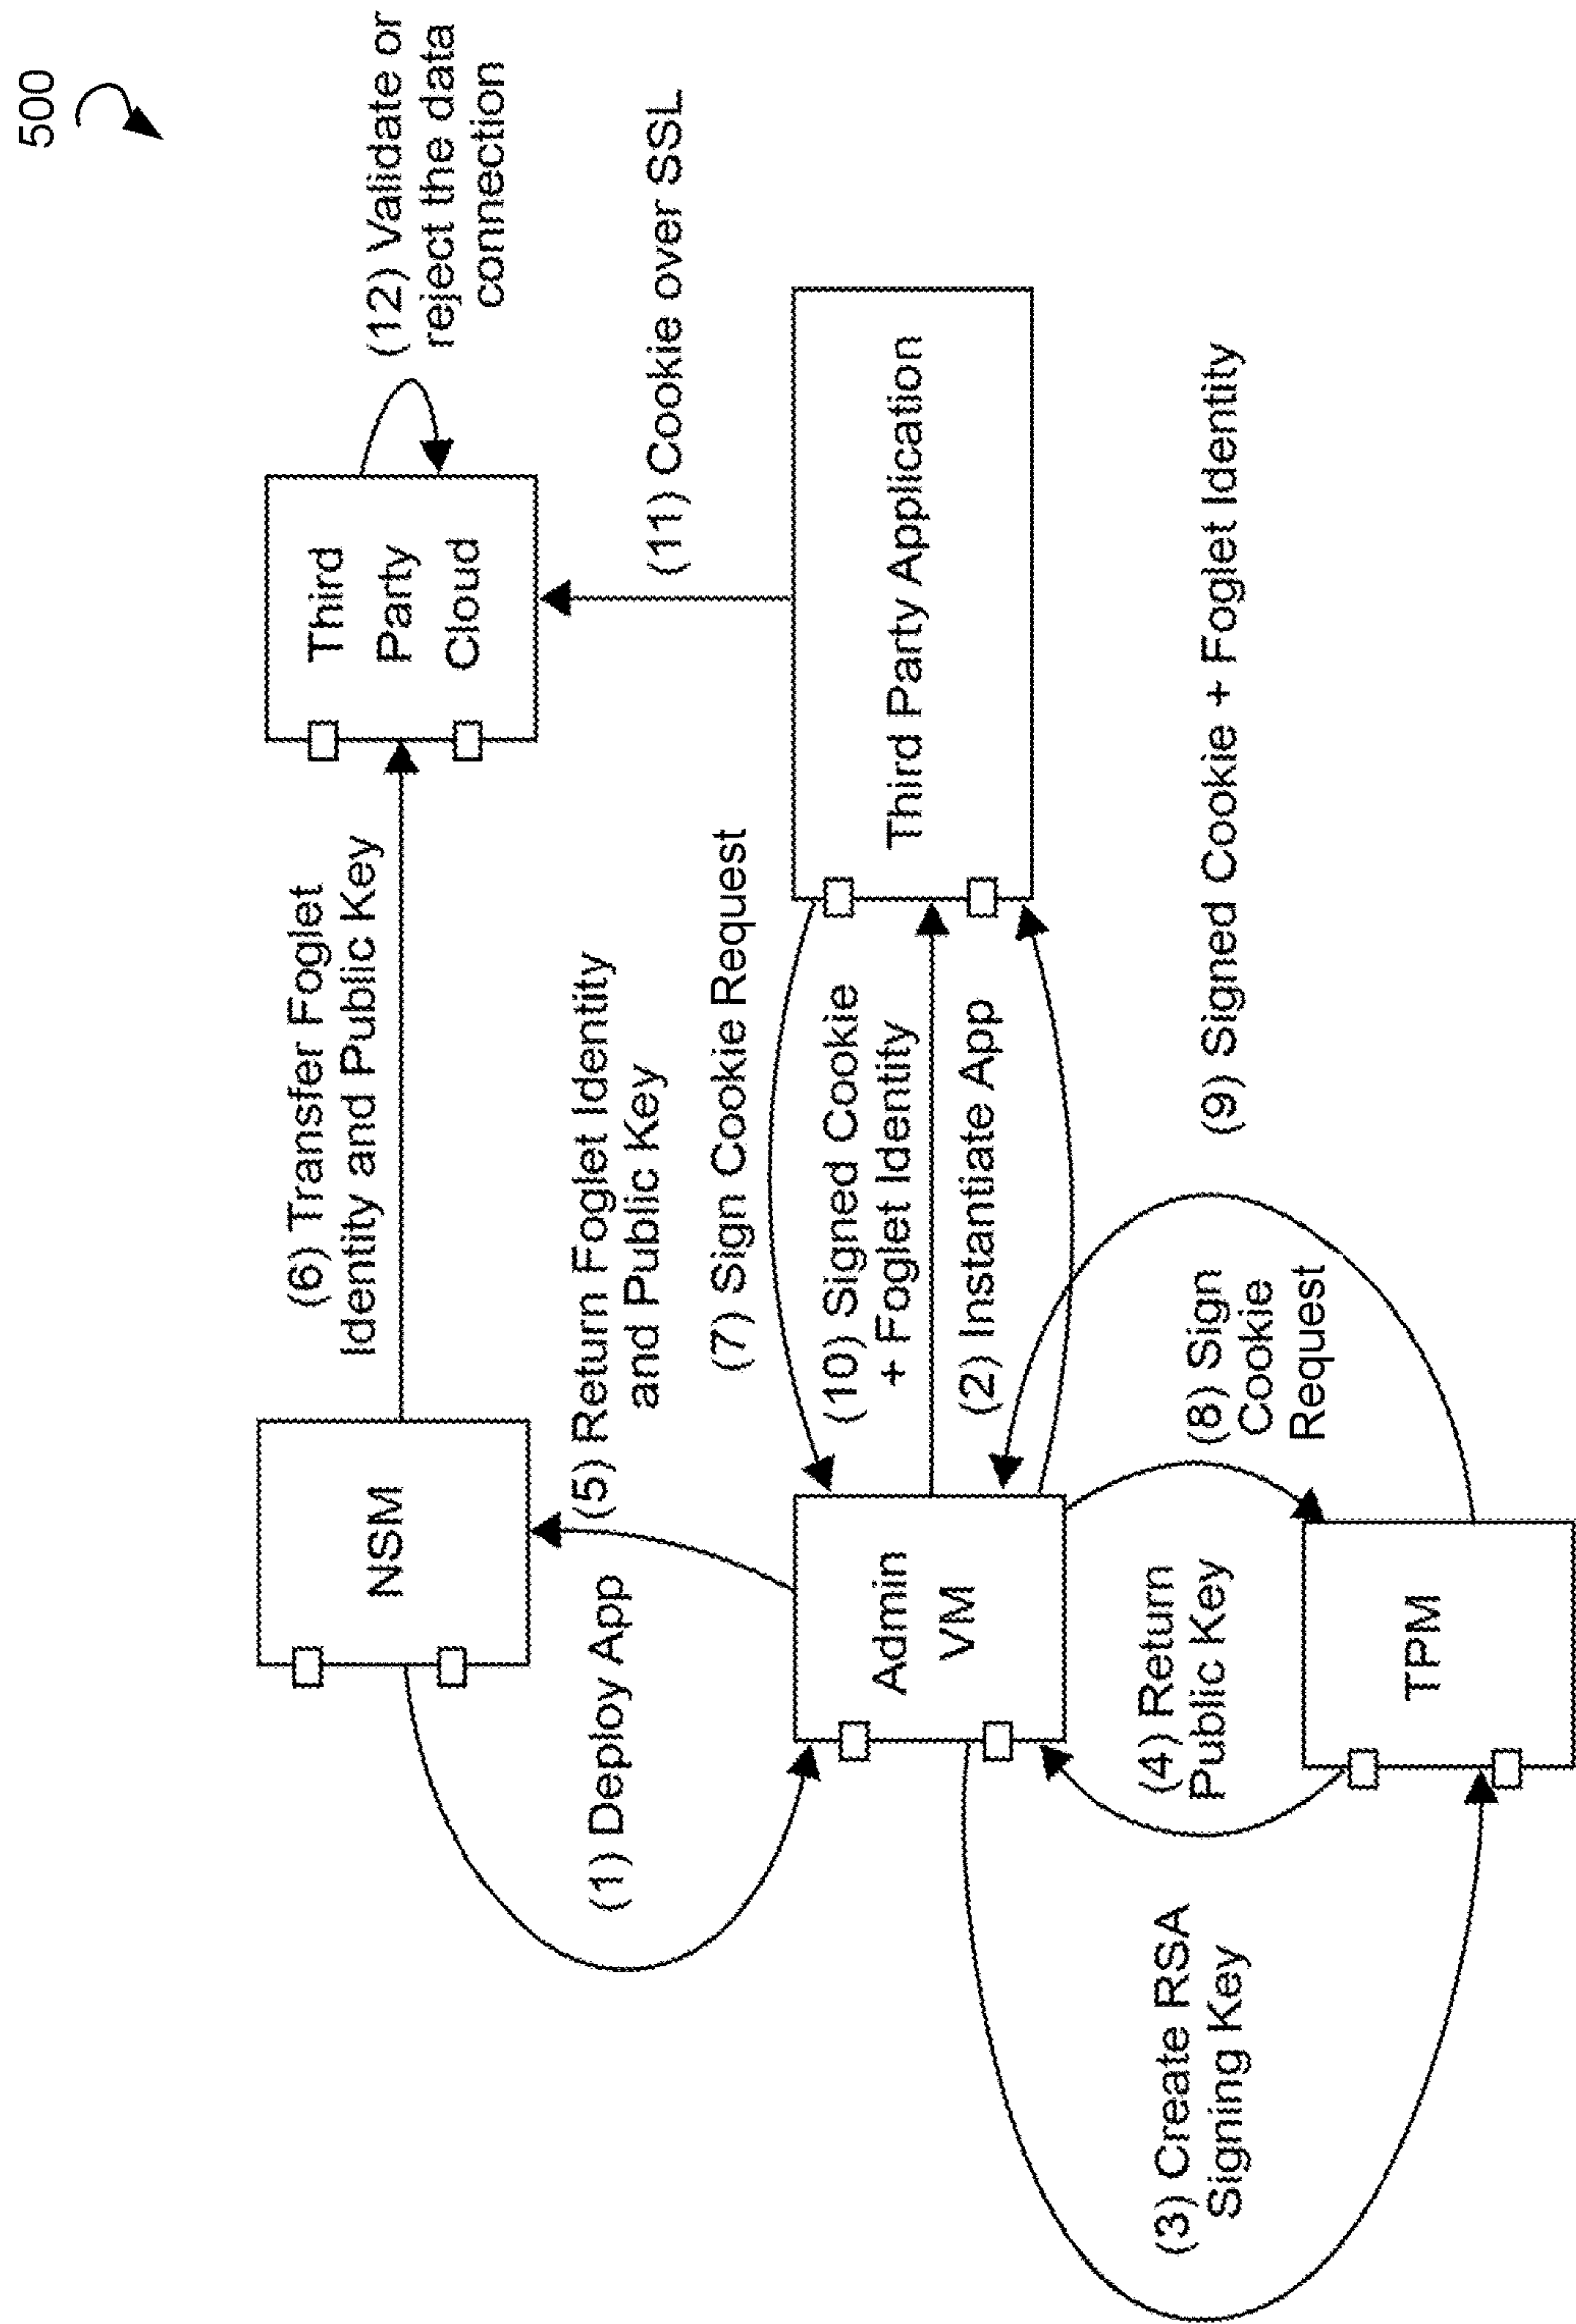 500
(12) Validate or
reject the data
connection
Third
Party
Cloud
(6) Transfer Foglet
Identity and Public Key
NSM
(11) Cookie over SSL
(5) Return Foglet Identity
and Public Key
(1) Deploy App
(7) Sign Cookie Request
(10) Signed Cookie
+ Foglet Identity
(2) Instantiate App
Third Party Application
Admin
VM
(9) Signed Cookie + Foglet Identity
(8) Sign
Cookie
Request
(4) Return
Public Key
(3) Create RSA
Signing Key
TPM